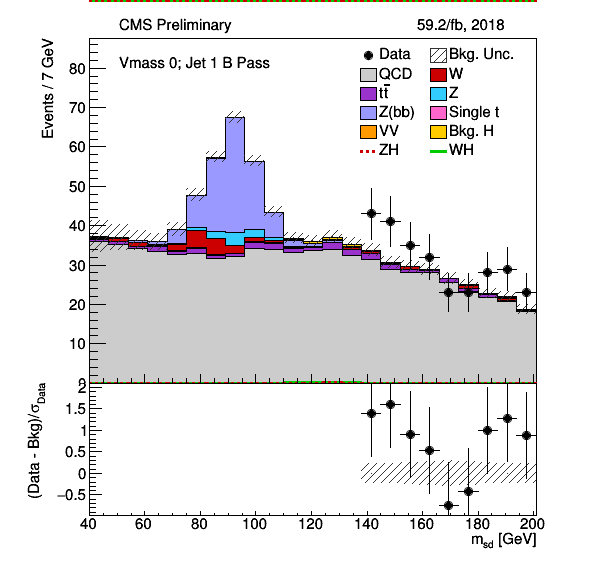 CMS Preliminary 59.2/fb, 2018
Vmass 0; Jet 1 B Pass
Data Bkg. Unc.
QCD W
tt̄ Z
Z(bb) Single t
VV Bkg. H
ZH WH
Events / 7 GeV
80
70
60
50
40
30
20
10
(Data - Bkg)/σData
2
1.5
1
0.5
0
−0.5
40 60 80 100 120 140 160 180 200
msd [GeV]